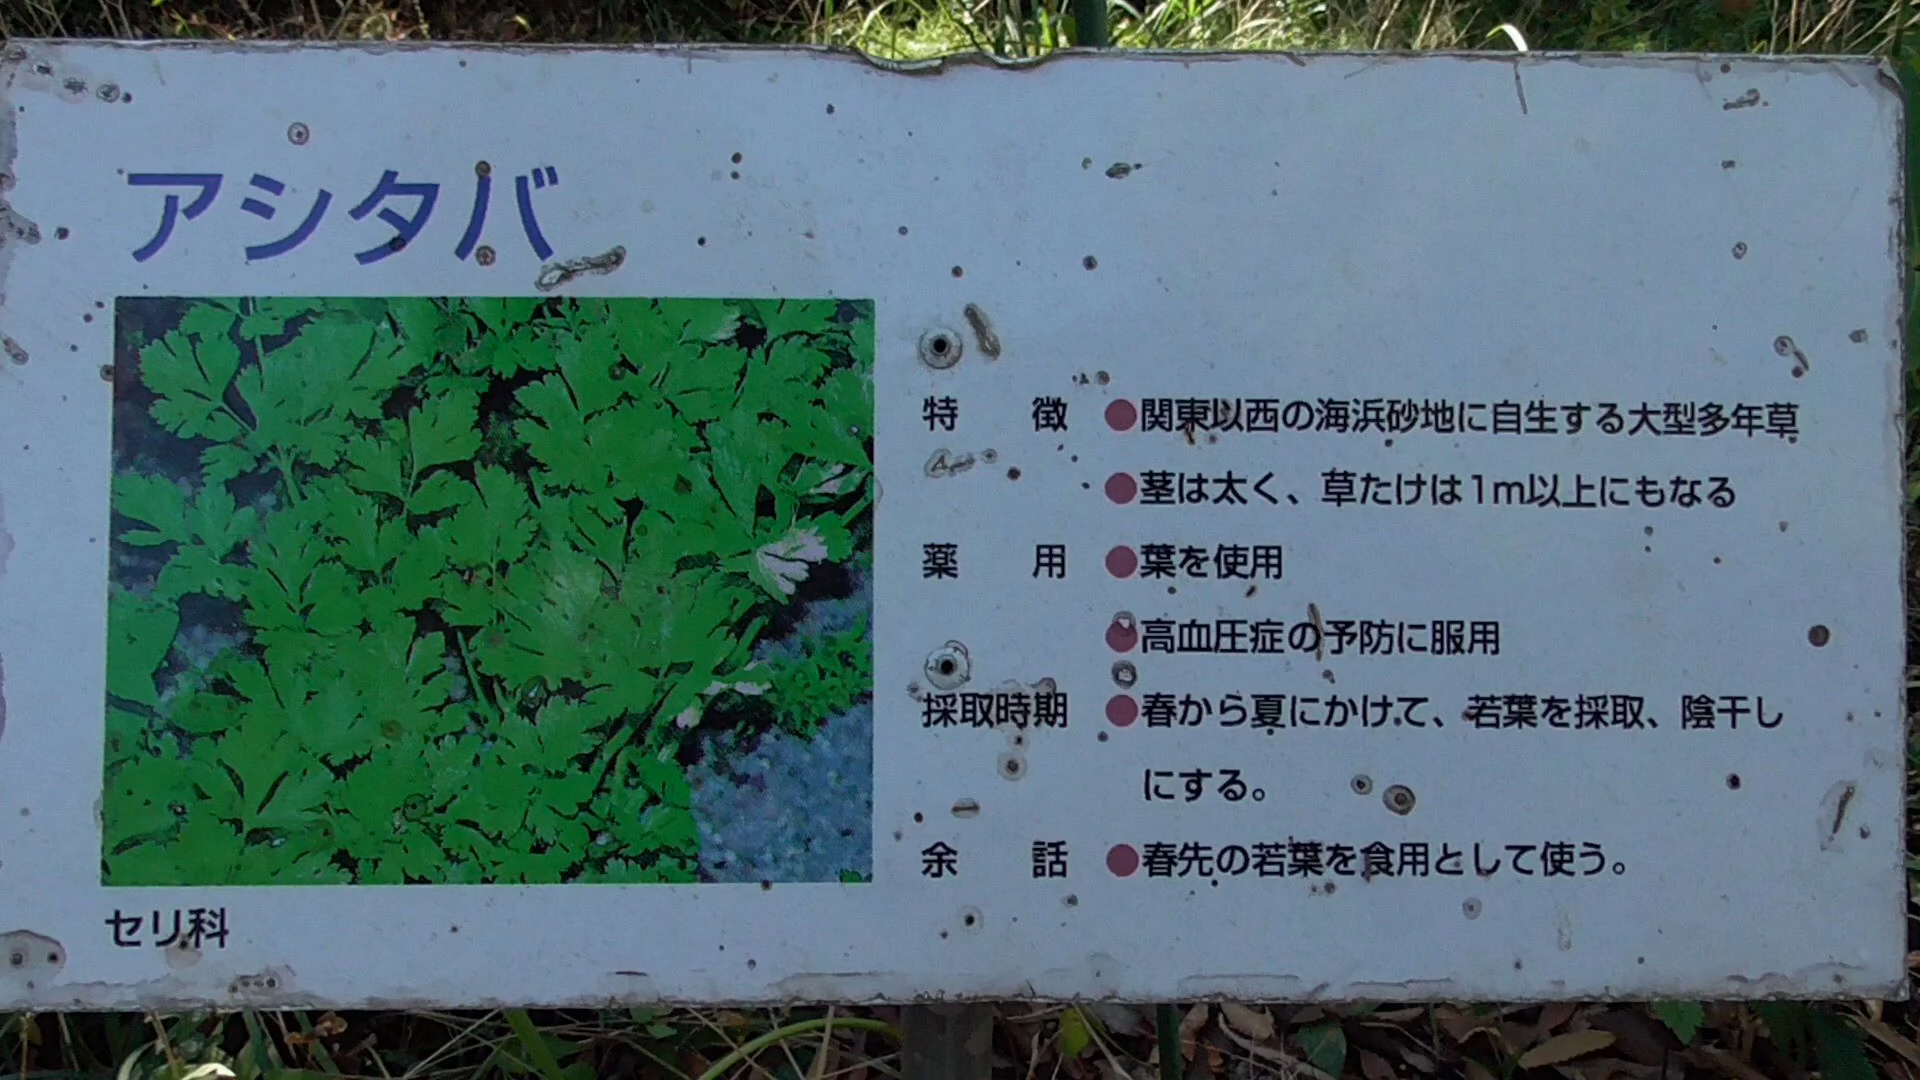 アシタバ
セリ科
特徴 ●関東以西の海浜砂地に自生する大型多年草
●茎は太く、草たけは1m以上にもなる
薬用 ●葉を使用
●高血圧症の予防に服用
採取時期 ●春から夏にかけて、若葉を採取、陰干し
にする。
余話 ●春先の若葉を食用として使う。